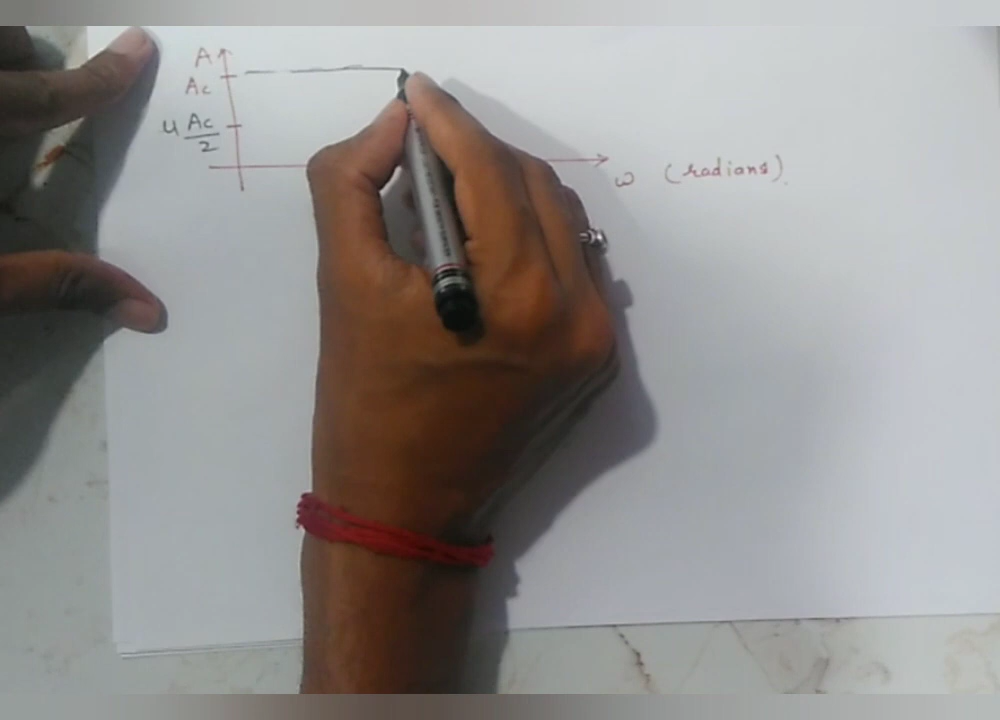 A
Ac
μ Ac/2
ω (radians).